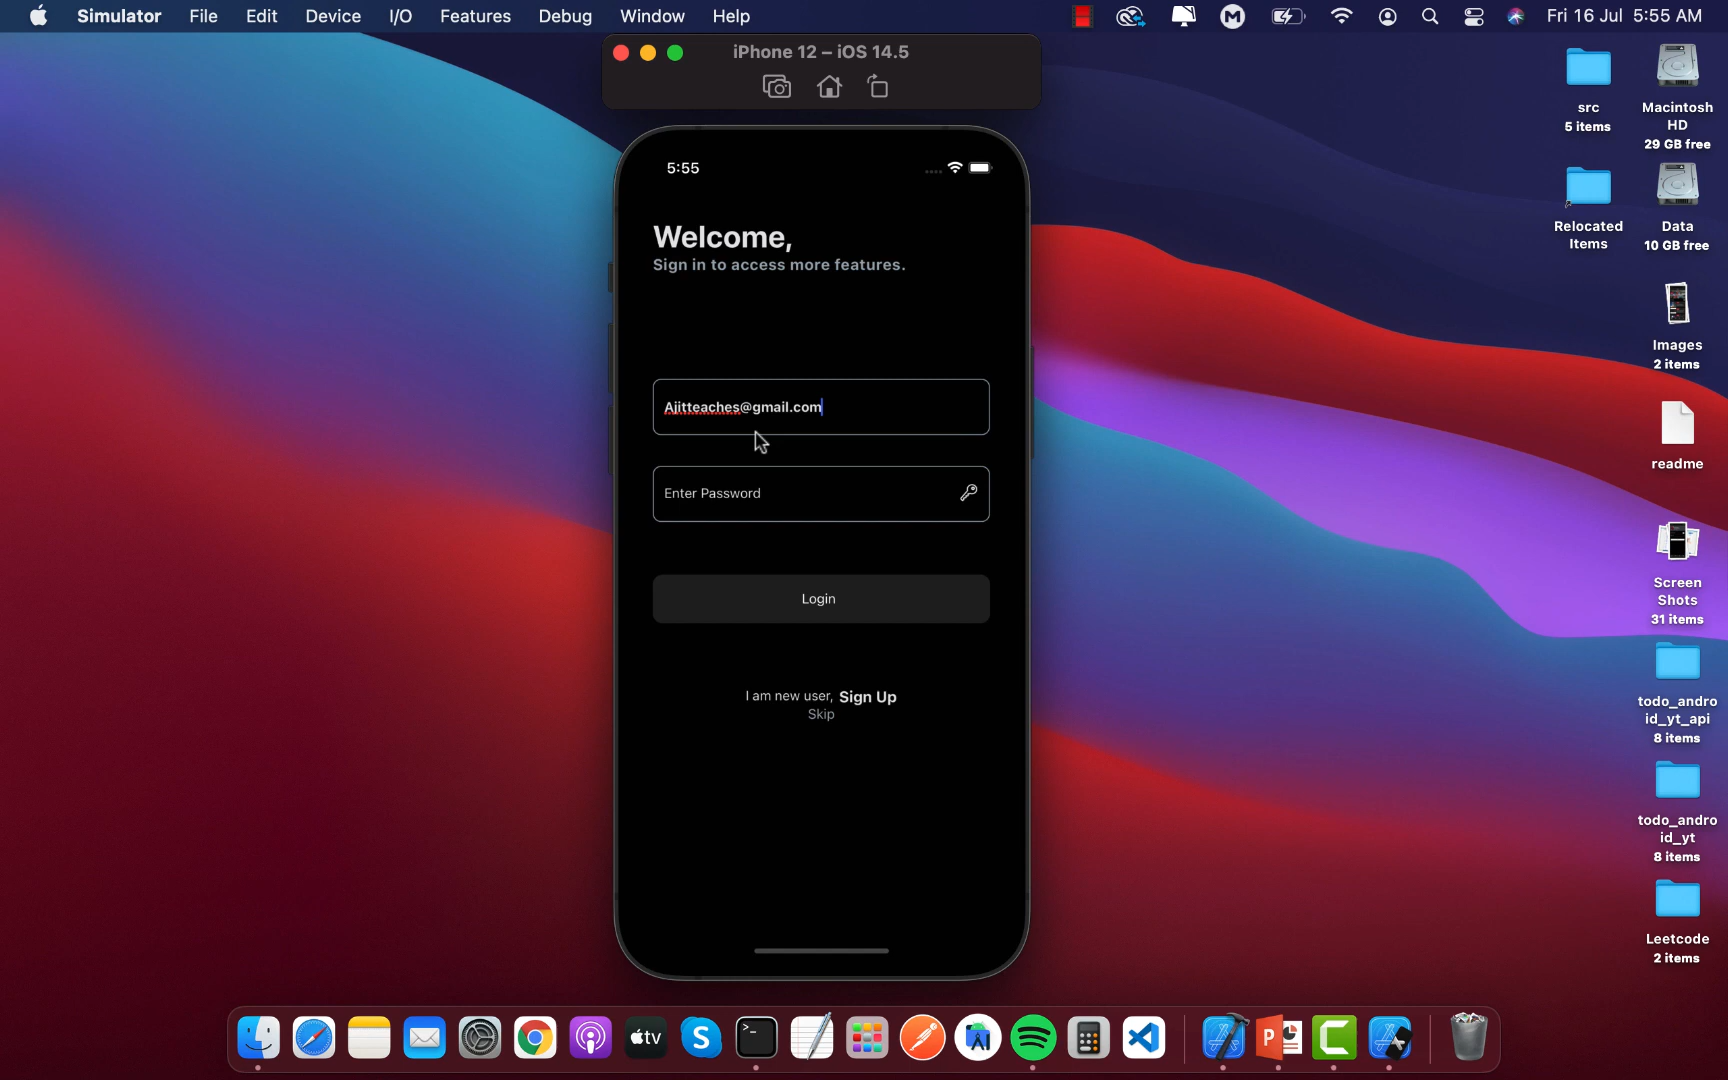 Simulator File Edit Device I/O Features Debug Window Help
Fri 16 Jul 5:55 AM
iPhone 12 – iOS 14.5
5:55
Welcome,
Sign in to access more features.
Ajitteaches@gmail.com
Enter Password
Login
I am new user, Sign Up
Skip
src
5 items
Macintosh
HD
29 GB free
Relocated
Items
Data
10 GB free
Images
2 items
readme
Screen
Shots
31 items
todo_andro
id_yt_api
8 items
todo_andro
id_yt
8 items
Leetcode
2 items
tv